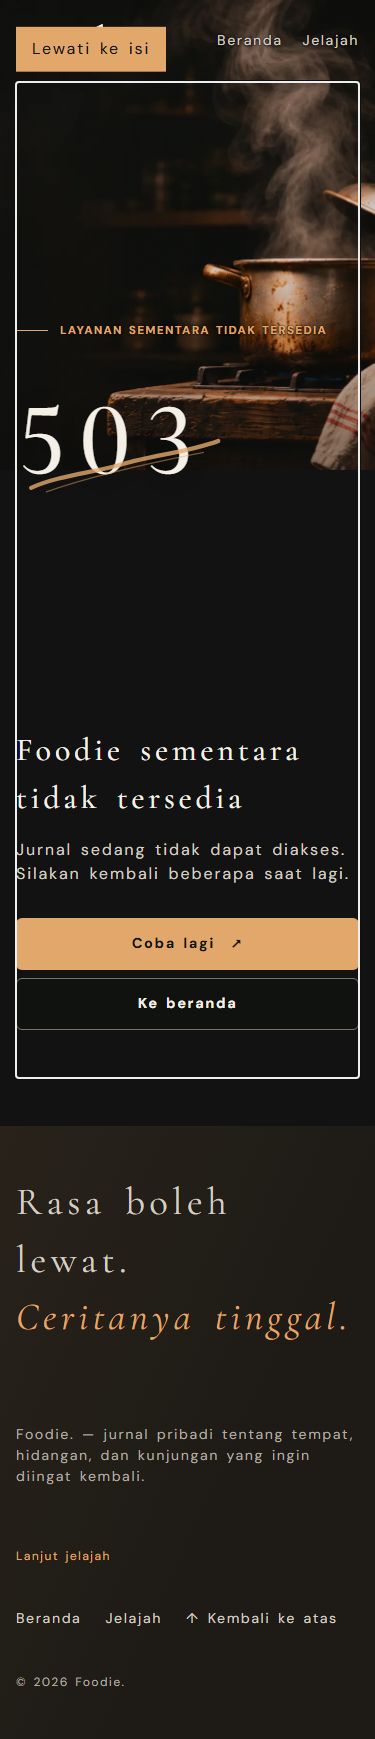 Lewati ke isi
Beranda Jelajah
LAYANAN SEMENTARA TIDAK TERSEDIA
503
Foodie sementara
tidak tersedia
Jurnal sedang tidak dapat diakses.
Silakan kembali beberapa saat lagi.
Coba lagi ↗
Ke beranda
Rasa boleh
lewat.
Ceritanya tinggal.
Foodie. — jurnal pribadi tentang tempat,
hidangan, dan kunjungan yang ingin
diingat kembali.
Lanjut jelajah
Beranda Jelajah ↑ Kembali ke atas
© 2026 Foodie.